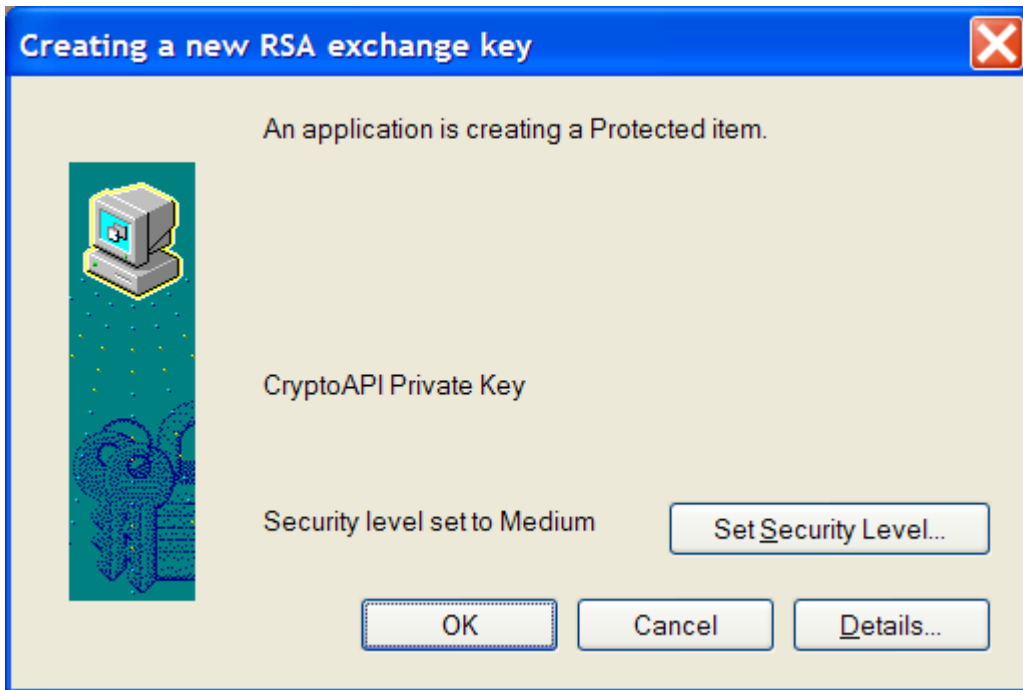 Creating a new RSA exchange key
An application is creating a Protected item.
CryptoAPI Private Key
Security level set to Medium
Set Security Level...
OK
Cancel
Details...